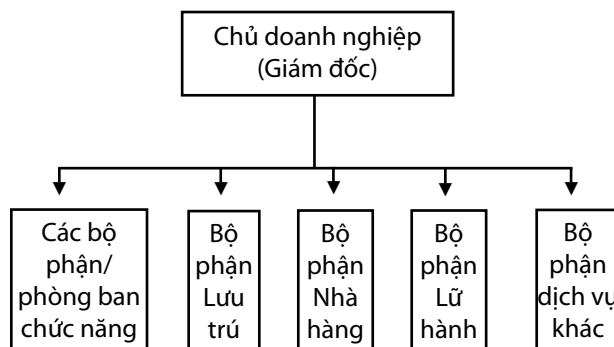 Chủ doanh nghiệp
(Giám đốc)
Các bộ
phận/
phòng ban
chức năng
Bộ
phận
Lưu
trú
Bộ
phận
Nhà
hàng
Bộ
phận
Lữ
hành
Bộ
phận
dịch vụ
khác